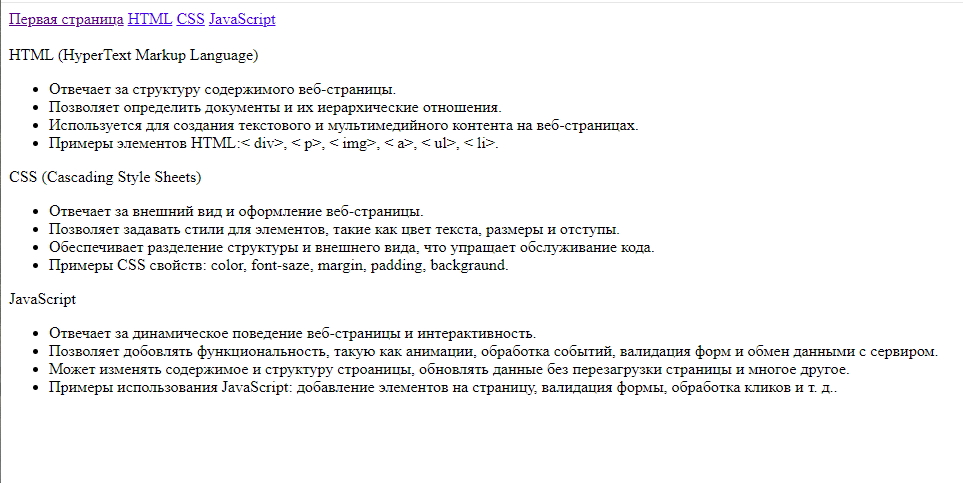 Первая страница HTML CSS JavaScript
HTML (HyperText Markup Language)
• Отвечает за структуру содержимого веб-страницы.
• Позволяет определить документы и их иерархические отношения.
• Используется для создания текстового и мультимедийного контента на веб-страницах.
• Примеры элементов HTML:< div>, < p>, < img>, < a>, < ul>, < li>.
CSS (Cascading Style Sheets)
• Отвечает за внешний вид и оформление веб-страницы.
• Позволяет задавать стили для элементов, такие как цвет текста, размеры и отступы.
• Обеспечивает разделение структуры и внешнего вида, что упращает обслуживание кода.
• Примеры CSS свойств: color, font-saze, margin, padding, backgraund.
JavaScript
• Отвечает за динамическое поведение веб-страницы и интерактивность.
• Позволяет добовлять функциональность, такую как анимации, обработка событий, валидация форм и обмен данными с сервиром.
• Может изменять содержимое и структуру строаницы, обновлять данные без перезагрузки страницы и многое другое.
• Примеры использования JavaScript: добавление элементов на страницу, валидация формы, обработка кликов и т. д..